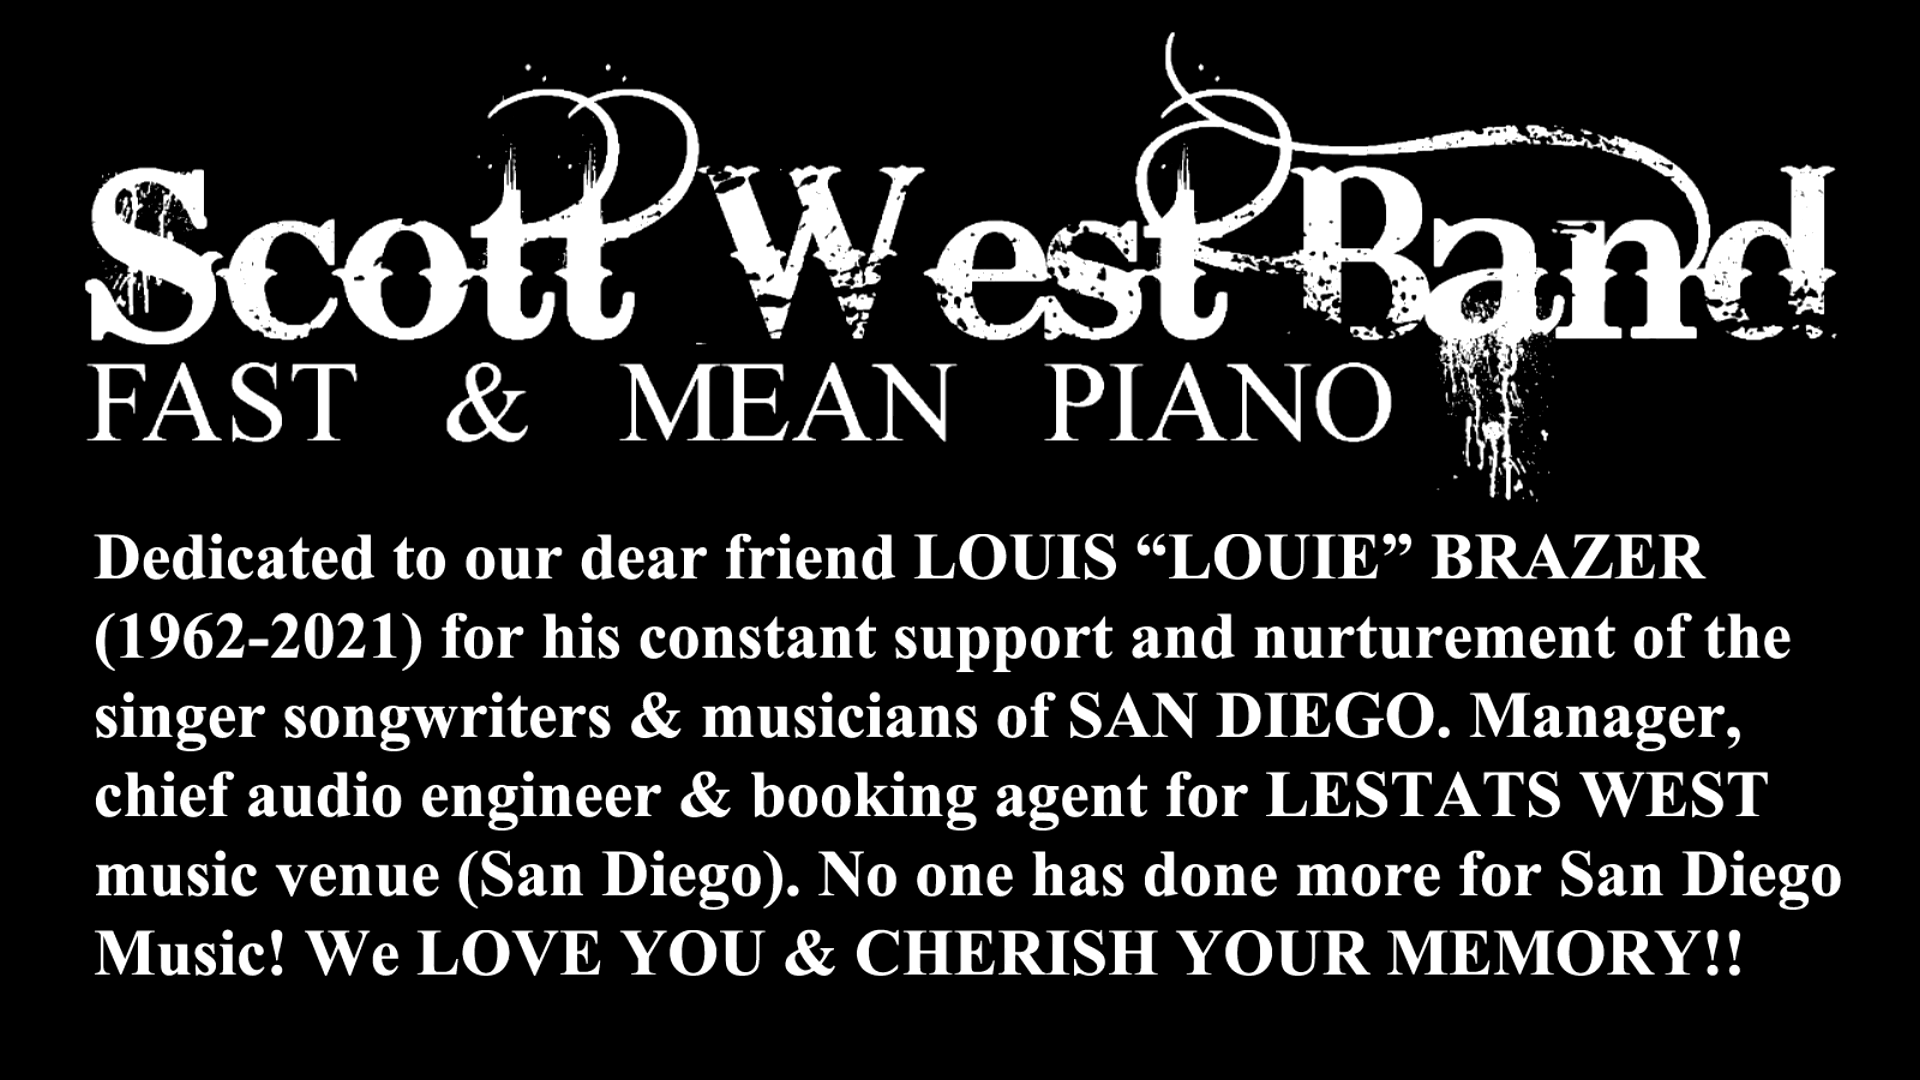 Scott West Band
FAST & MEAN PIANO
Dedicated to our dear friend LOUIS “LOUIE” BRAZER
(1962-2021) for his constant support and nurturement of the
singer songwriters & musicians of SAN DIEGO. Manager,
chief audio engineer & booking agent for LESTATS WEST
music venue (San Diego). No one has done more for San Diego
Music! We LOVE YOU & CHERISH YOUR MEMORY!!